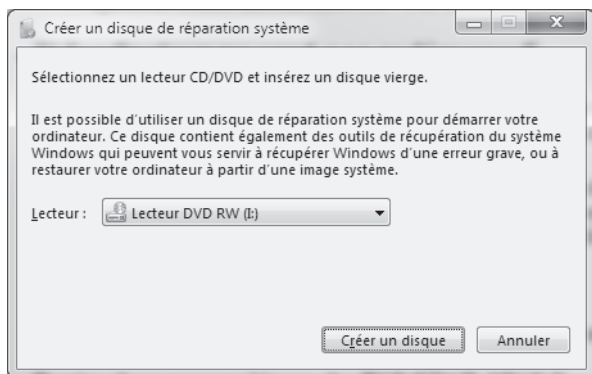 Créer un disque de réparation système
Sélectionnez un lecteur CD/DVD et insérez un disque vierge.
Il est possible d'utiliser un disque de réparation système pour démarrer votre
ordinateur. Ce disque contient également des outils de récupération du système
Windows qui peuvent vous servir à récupérer Windows d'une erreur grave, ou à
restaurer votre ordinateur à partir d'une image système.
Lecteur : Lecteur DVD RW (I:)
Créer un disque Annuler